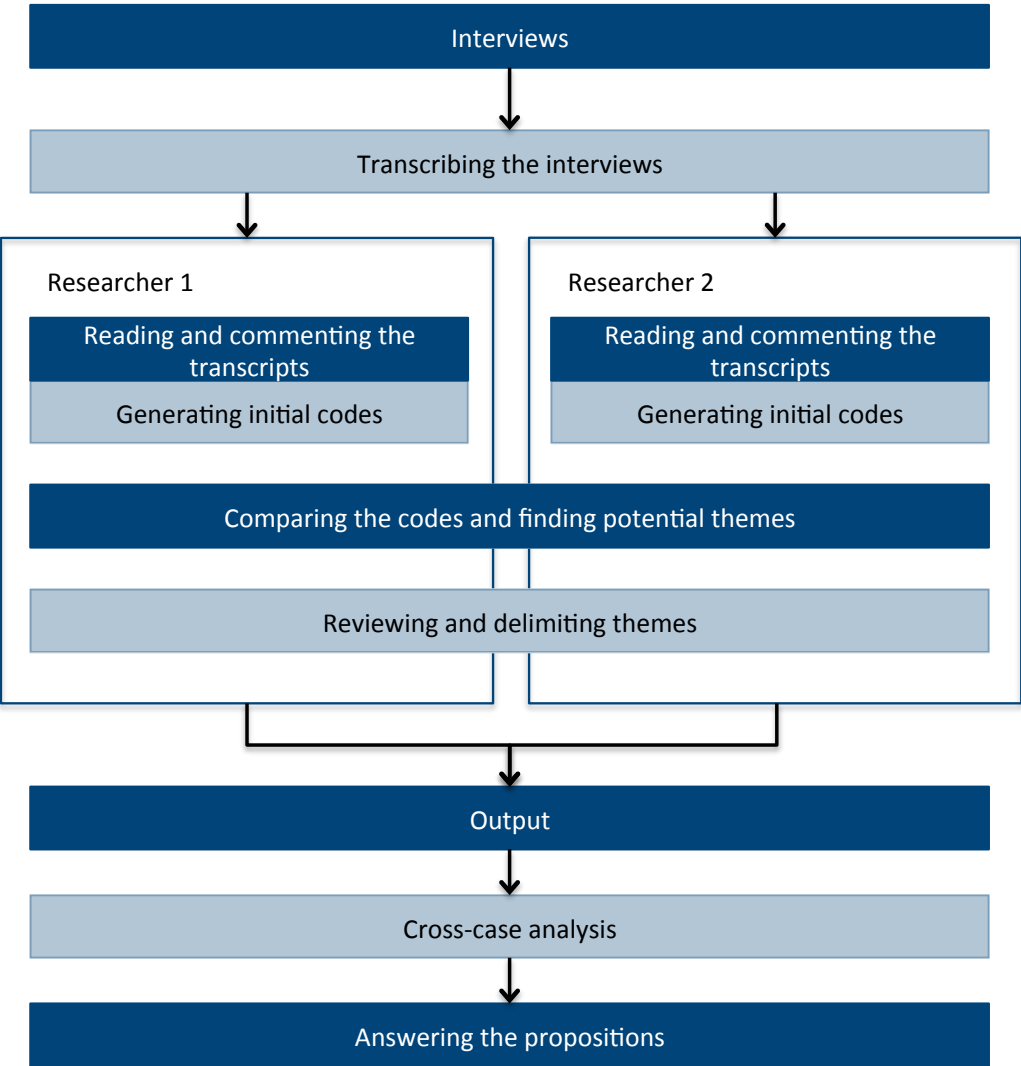 Interviews
Transcribing the interviews
Researcher 1
Reading and commenting the
transcripts
Generating initial codes
Researcher 2
Reading and commenting the
transcripts
Generating initial codes
Comparing the codes and finding potential themes
Reviewing and delimiting themes
Output
Cross-case analysis
Answering the propositions